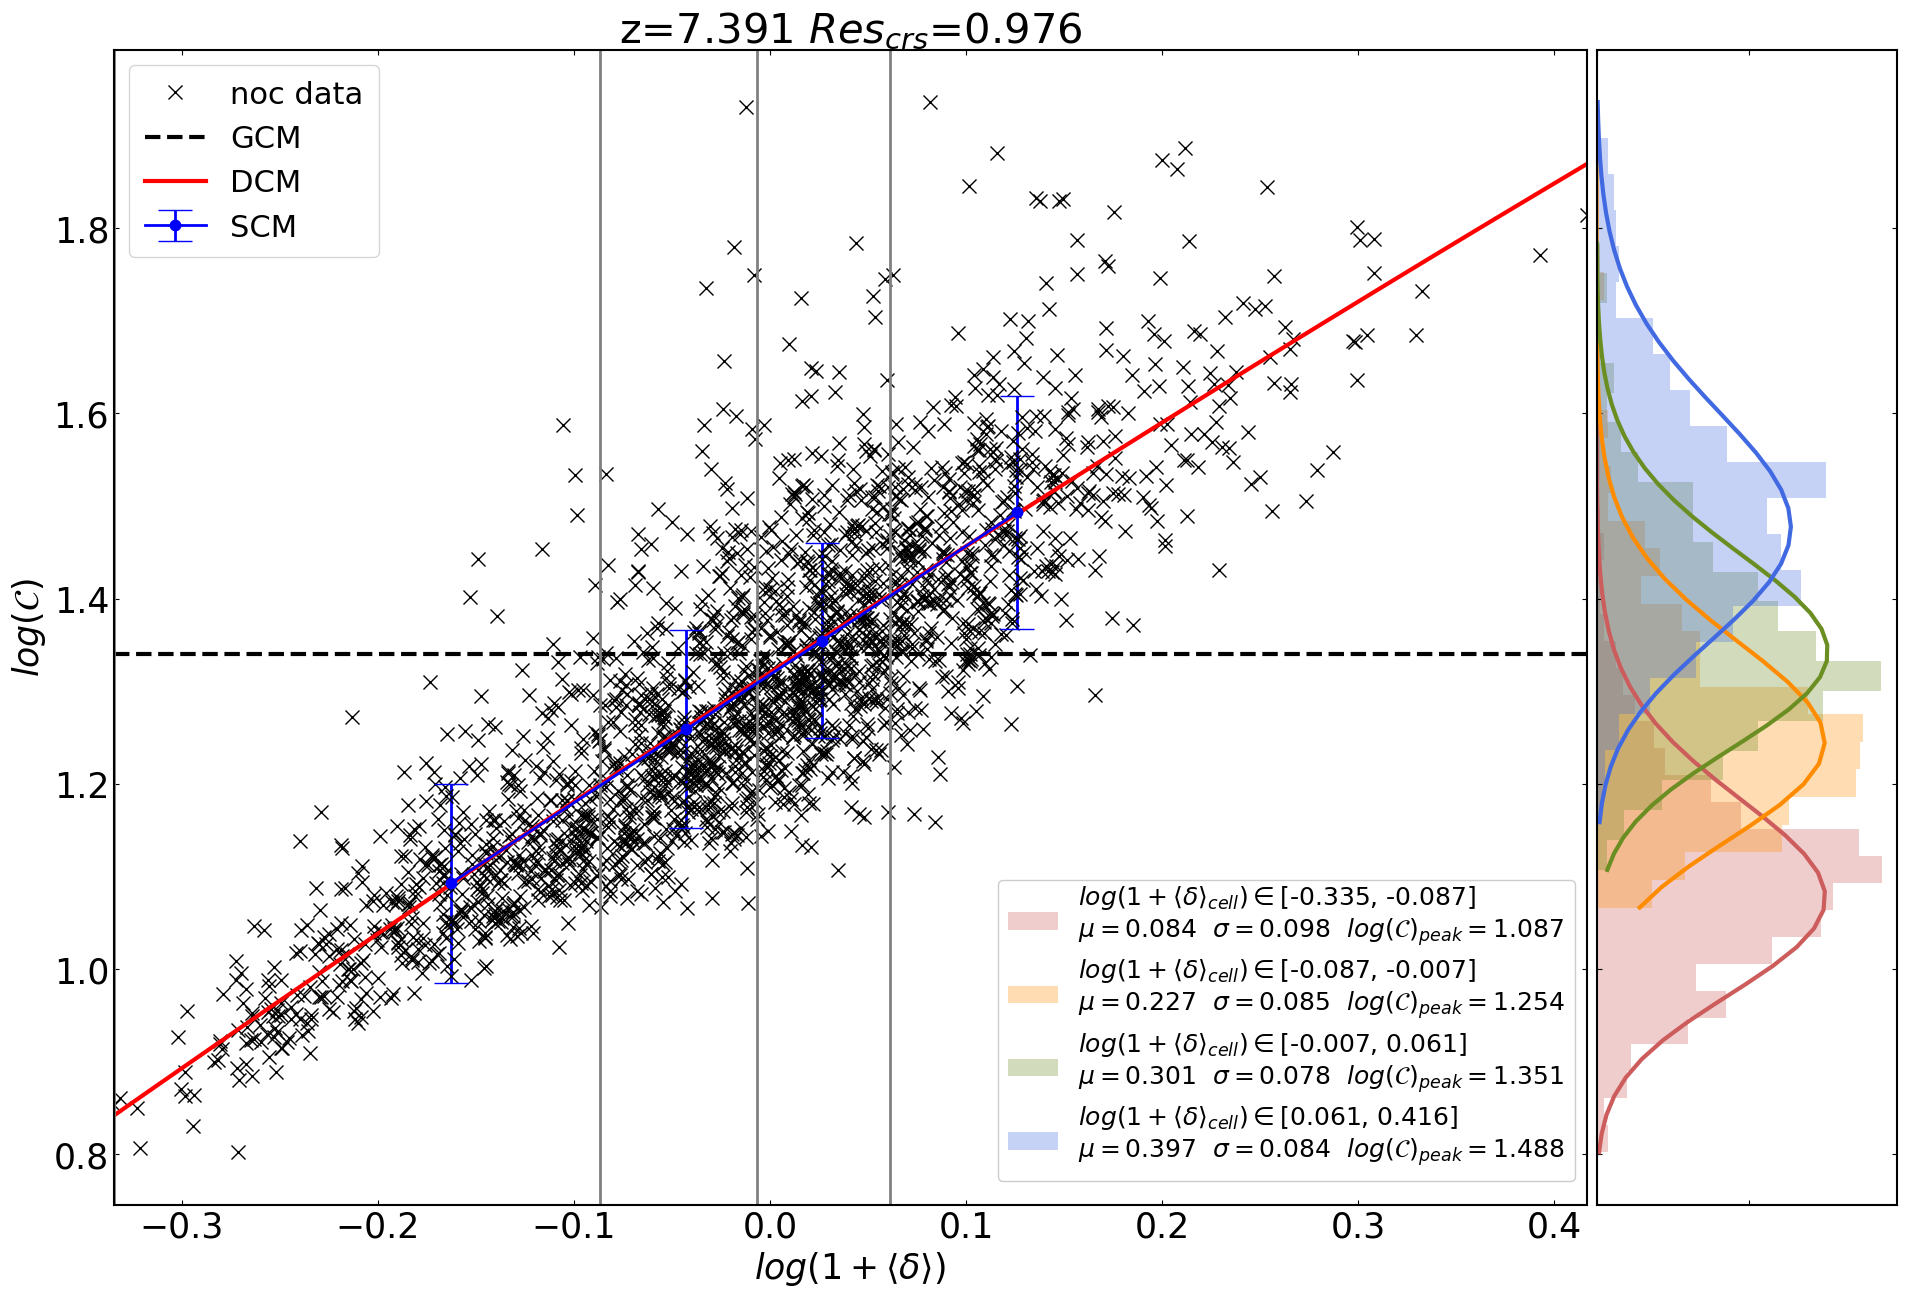 z=7.391 Res_crs=0.976
noc data
GCM
DCM
SCM
log(𝒞)
1.8
1.6
1.4
1.2
1.0
0.8
log(1 + ⟨δ⟩_cell) ∈ [-0.335, -0.087]
μ = 0.084 σ = 0.098 log(𝒞)_peak = 1.087
log(1 + ⟨δ⟩_cell) ∈ [-0.087, -0.007]
μ = 0.227 σ = 0.085 log(𝒞)_peak = 1.254
log(1 + ⟨δ⟩_cell) ∈ [-0.007, 0.061]
μ = 0.301 σ = 0.078 log(𝒞)_peak = 1.351
log(1 + ⟨δ⟩_cell) ∈ [0.061, 0.416]
μ = 0.397 σ = 0.084 log(𝒞)_peak = 1.488
−0.3 −0.2 −0.1 0.0 0.1 0.2 0.3 0.4
log(1 + ⟨δ⟩)